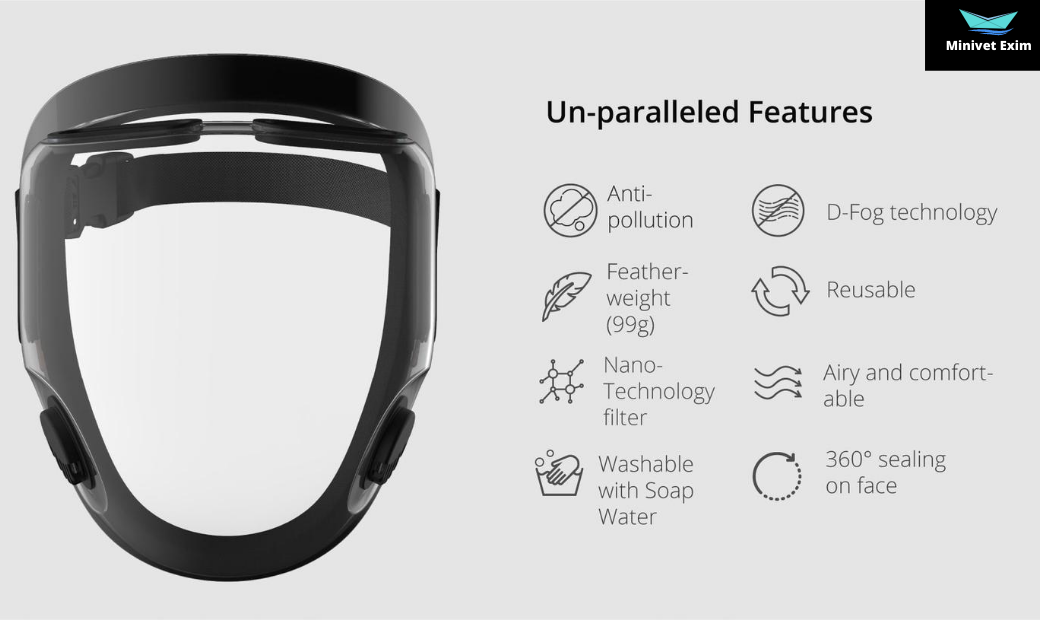 Minivet Exim
Un-paralleled Features
Anti-
pollution
D-Fog technology
Feather-
weight
(99g)
Reusable
Nano-
Technology
filter
Airy and comfort-
able
Washable
with Soap
Water
360° sealing
on face